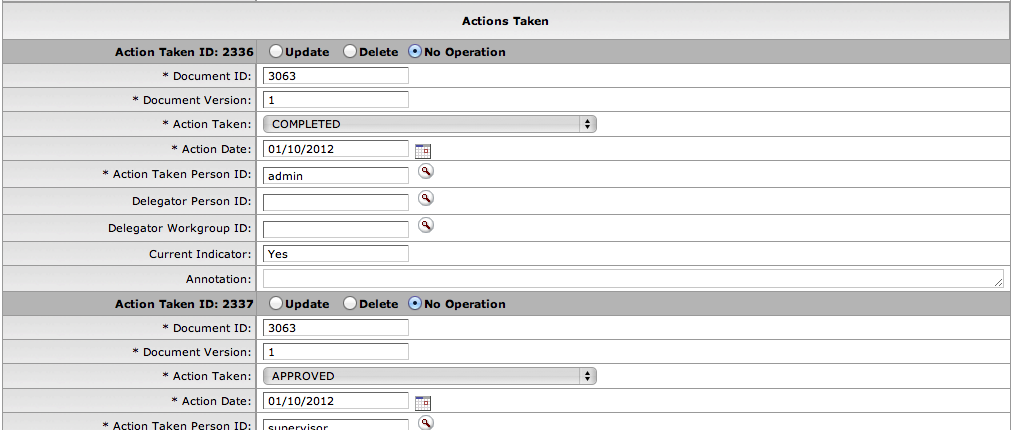 Actions Taken
Action Taken ID: 2336 Update Delete No Operation
* Document ID: 3063
* Document Version: 1
* Action Taken: COMPLETED
* Action Date: 01/10/2012
* Action Taken Person ID: admin
Delegator Person ID:
Delegator Workgroup ID:
Current Indicator: Yes
Annotation:
Action Taken ID: 2337 Update Delete No Operation
* Document ID: 3063
* Document Version: 1
* Action Taken: APPROVED
* Action Date: 01/10/2012
* Action Taken Person ID: supervisor